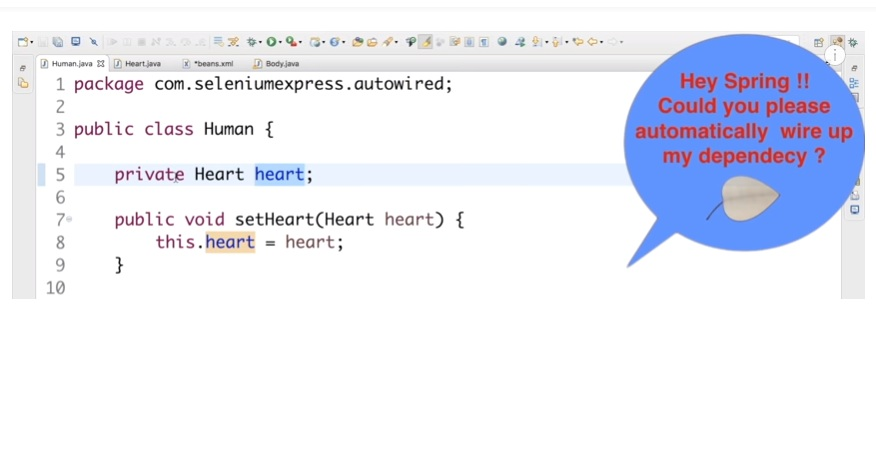 Human.java
Heart.java
*beans.xml
Body.java
1 package com.seleniumexpress.autowired;
2
3 public class Human {
4
5 private Heart heart;
6
7 public void setHeart(Heart heart) {
8 this.heart = heart;
9 }
10
Hey Spring !!
Could you please
automatically wire up
my dependecy ?